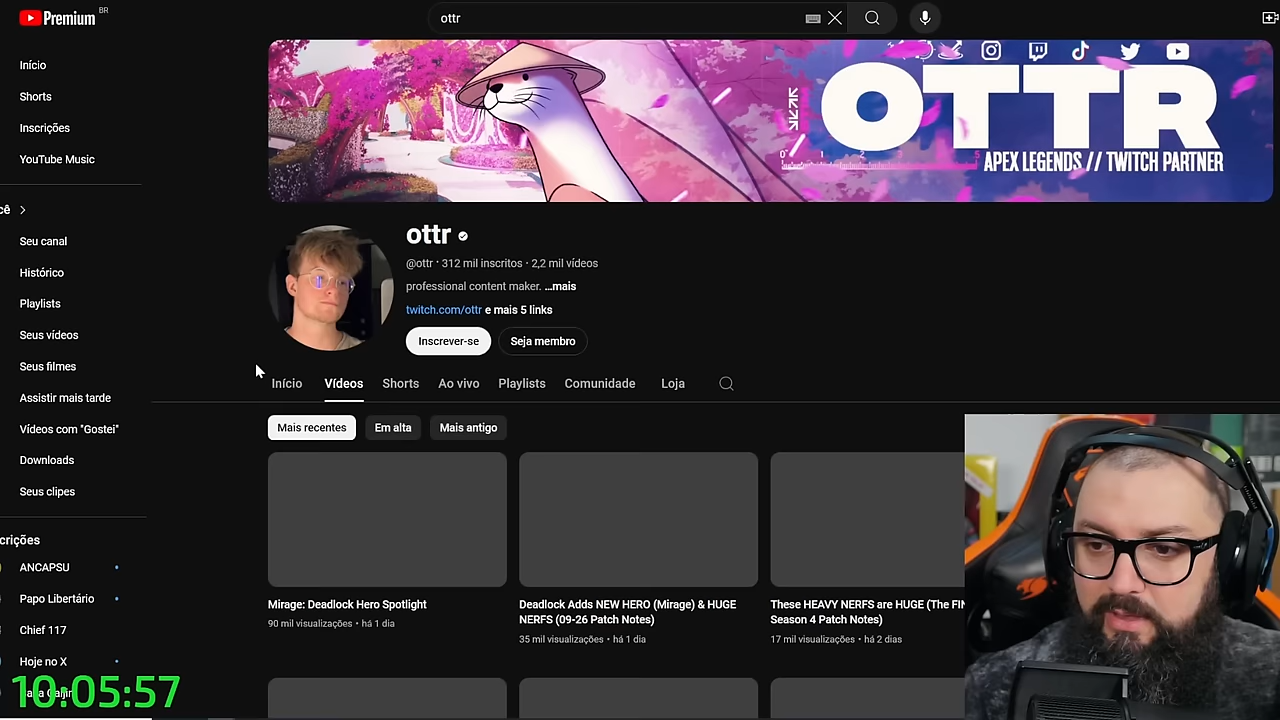 Premium BR
ottr
Início
Shorts
Inscrições
YouTube Music
cê
Seu canal
Histórico
Playlists
Seus vídeos
Seus filmes
Assistir mais tarde
Vídeos com "Gostei"
Downloads
Seus clipes
crições
ANCAPSU
Papo Libertário
Chief 117
Hoje no X
10:05:57
OTTR
APEX LEGENDS // TWITCH PARTNER
ottr
@ottr · 312 mil inscritos · 2,2 mil vídeos
professional content maker. ...mais
twitch.com/ottr e mais 5 links
Inscrever-se Seja membro
Início Vídeos Shorts Ao vivo Playlists Comunidade Loja
Mais recentes Em alta Mais antigo
Mirage: Deadlock Hero Spotlight
90 mil visualizações · há 1 dia
Deadlock Adds NEW HERO (Mirage) & HUGE
NERFS (09-26 Patch Notes)
35 mil visualizações · há 1 dia
These HEAVY NERFS are HUGE (The FIN
Season 4 Patch Notes)
17 mil visualizações · há 2 dias